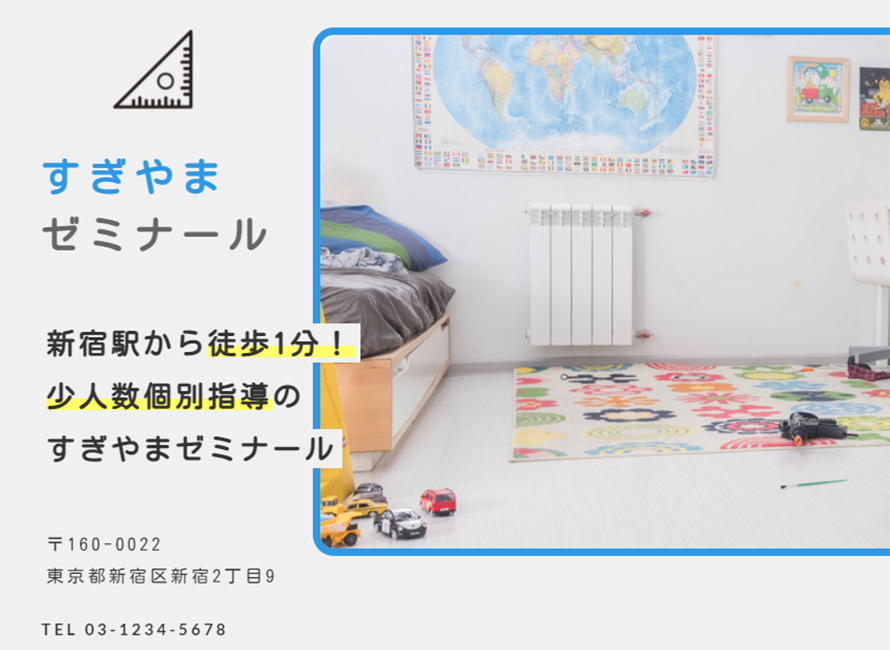 すぎやま
ゼミナール
新宿駅から徒歩1分！
少人数個別指導の
すぎやまゼミナール
〒160-0022
東京都新宿区新宿2丁目9
TEL 03-1234-5678